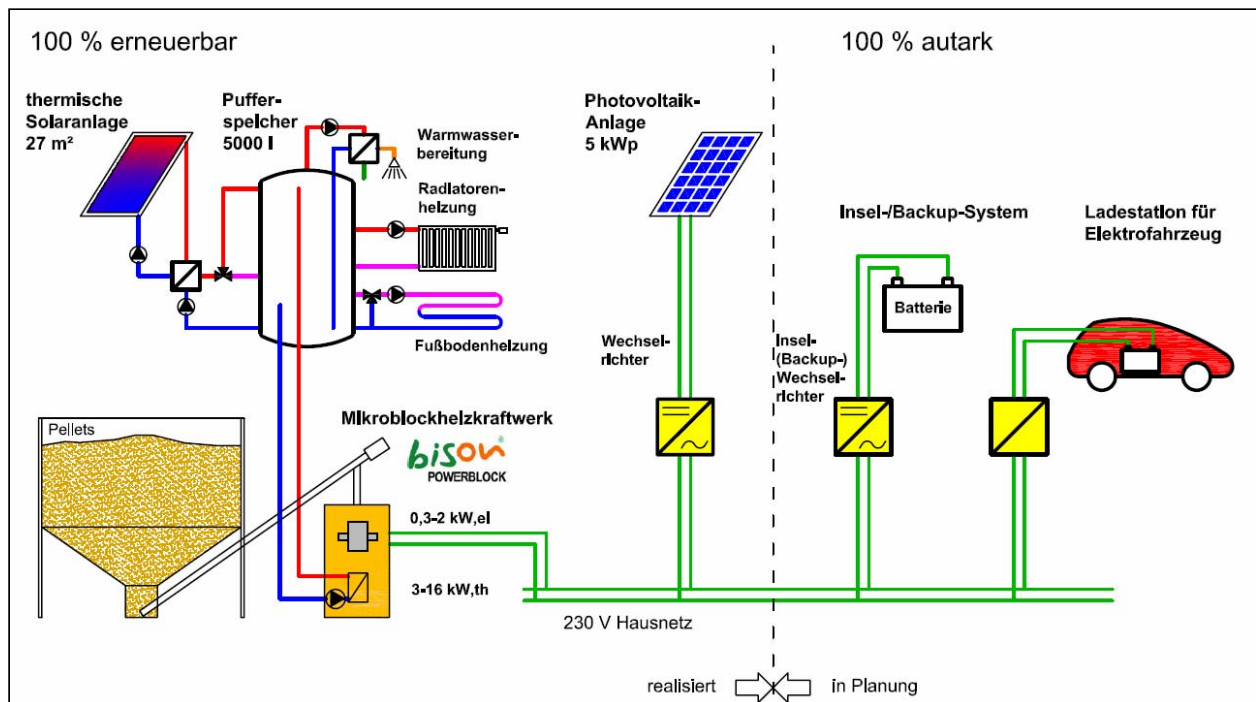 100 % erneuerbar
100 % autark
thermische
Solaranlage
27 m²
Puffer-
speicher
5000 l
Warmwasser-
bereitung
Radiatoren-
heizung
Fußbodenheizung
Photovoltaik-
Anlage
5 kWp
Insel-/Backup-System
Ladestation für
Elektrofahrzeug
Batterie
Wechsel-
richter
Insel-
(Backup-)
Wechsel-
richter
Pellets
Mikroblockheizkraftwerk
bison®
POWERBLOCK
0,3-2 kW,el
3-16 kW,th
230 V Hausnetz
realisiert
in Planung